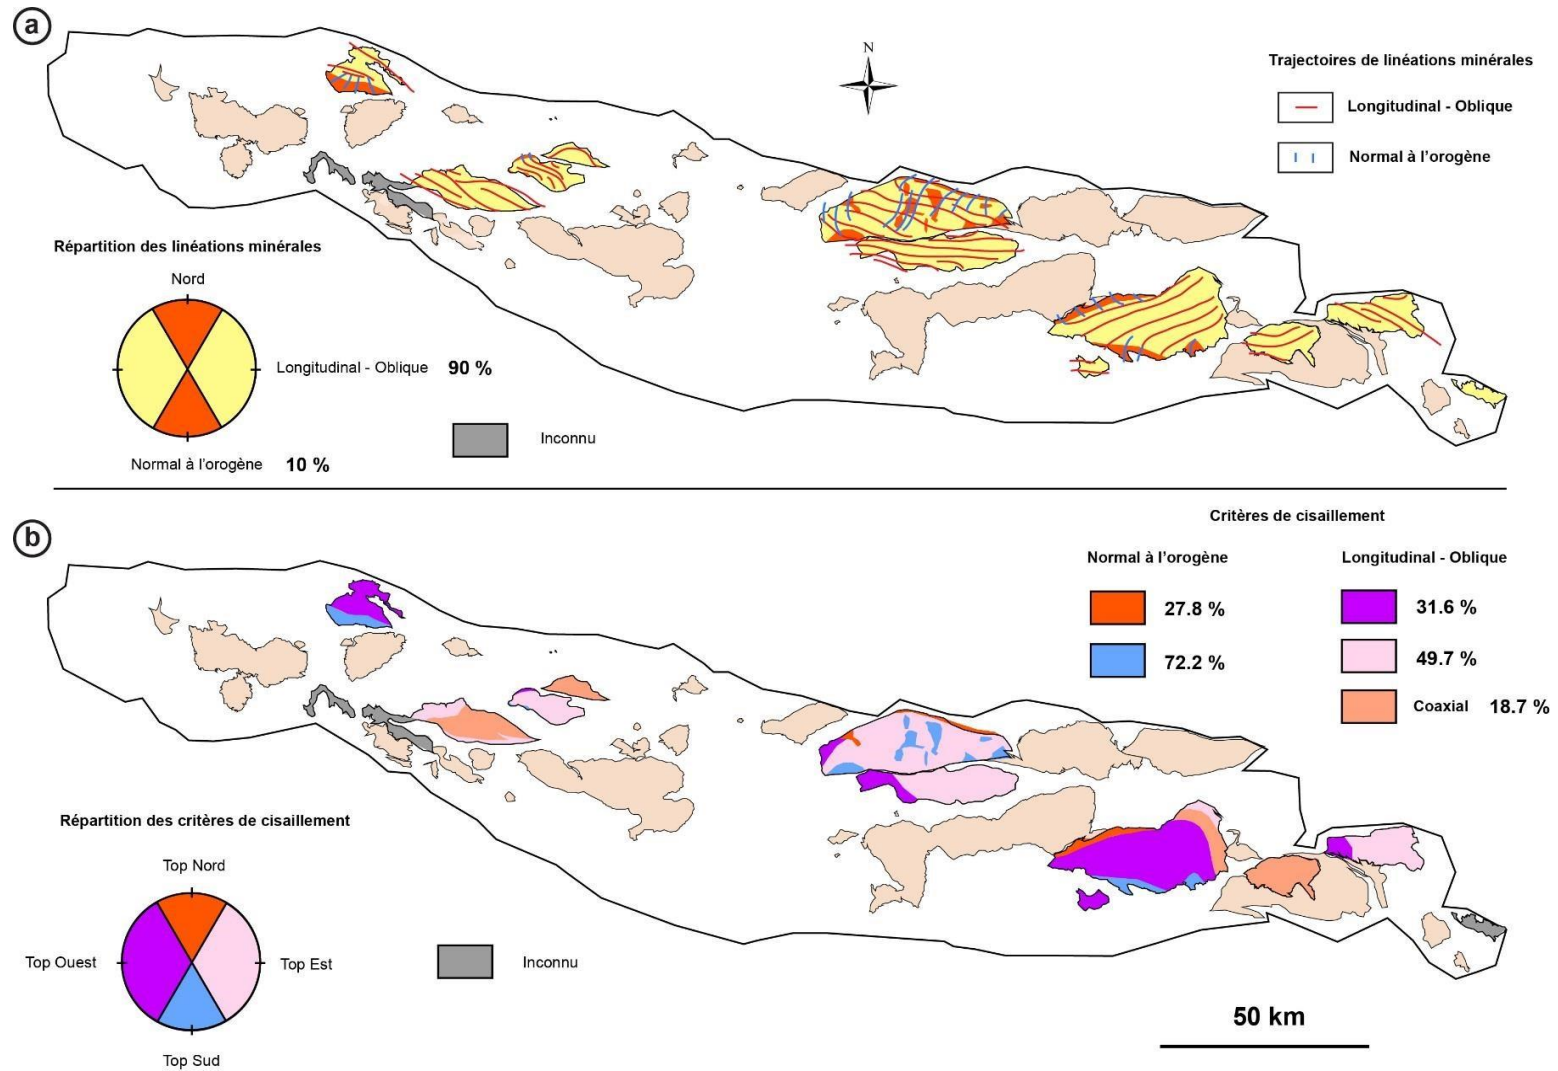 a
N
Trajectoires de linéations minérales
Longitudinal - Oblique
Normal à l'orogène
Répartition des linéations minérales
Nord
Longitudinal - Oblique 90 %
Inconnu
Normal à l'orogène 10 %
b
Critères de cisaillement
Normal à l'orogène
Longitudinal - Oblique
27.8 %
31.6 %
72.2 %
49.7 %
Coaxial 18.7 %
Répartition des critères de cisaillement
Top Nord
Top Ouest
Top Est
Inconnu
Top Sud
50 km